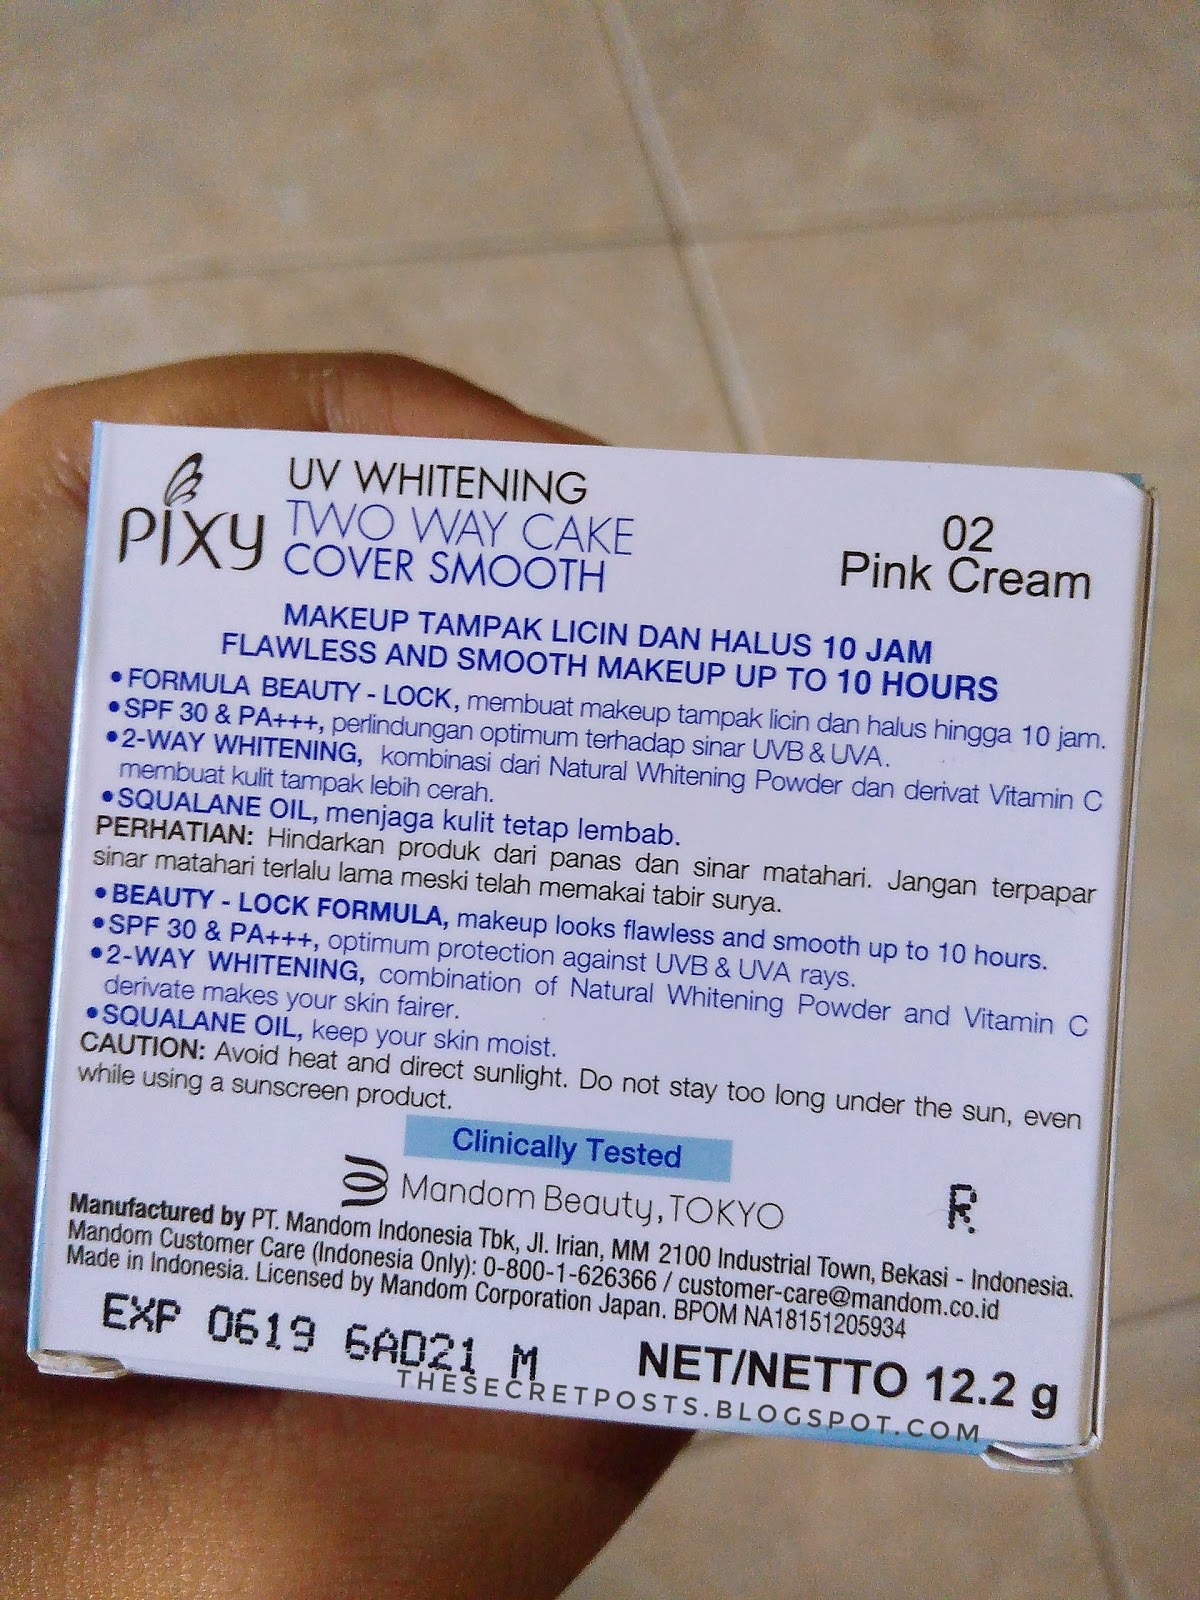 PIXY
UV WHITENING
TWO WAY CAKE
COVER SMOOTH
02
Pink Cream
MAKEUP TAMPAK LICIN DAN HALUS 10 JAM
FLAWLESS AND SMOOTH MAKEUP UP TO 10 HOURS
•FORMULA BEAUTY - LOCK, membuat makeup tampak licin dan halus hingga 10 jam.
•SPF 30 & PA+++, perlindungan optimum terhadap sinar UVB & UVA.
•2-WAY WHITENING, kombinasi dari Natural Whitening Powder dan derivat Vitamin C
membuat kulit tampak lebih cerah.
•SQUALANE OIL, menjaga kulit tetap lembab.
PERHATIAN: Hindarkan produk dari panas dan sinar matahari. Jangan terpapar
sinar matahari terlalu lama meski telah memakai tabir surya.
•BEAUTY - LOCK FORMULA, makeup looks flawless and smooth up to 10 hours.
•SPF 30 & PA+++, optimum protection against UVB & UVA rays.
•2-WAY WHITENING, combination of Natural Whitening Powder and Vitamin C
derivate makes your skin fairer.
•SQUALANE OIL, keep your skin moist.
CAUTION: Avoid heat and direct sunlight. Do not stay too long under the sun, even
while using a sunscreen product.
Clinically Tested
Mandom Beauty, TOKYO
Manufactured by PT. Mandom Indonesia Tbk, Jl. Irian, MM 2100 Industrial Town, Bekasi - Indonesia.
Mandom Customer Care (Indonesia Only): 0-800-1-626366 / customer-care@mandom.co.id
Made in Indonesia. Licensed by Mandom Corporation Japan. BPOM NA18151205934
EXP 0619 6AD21 M
NET/NETTO 12.2 g
THESECRETPOSTS.BLOGSPOT.COM